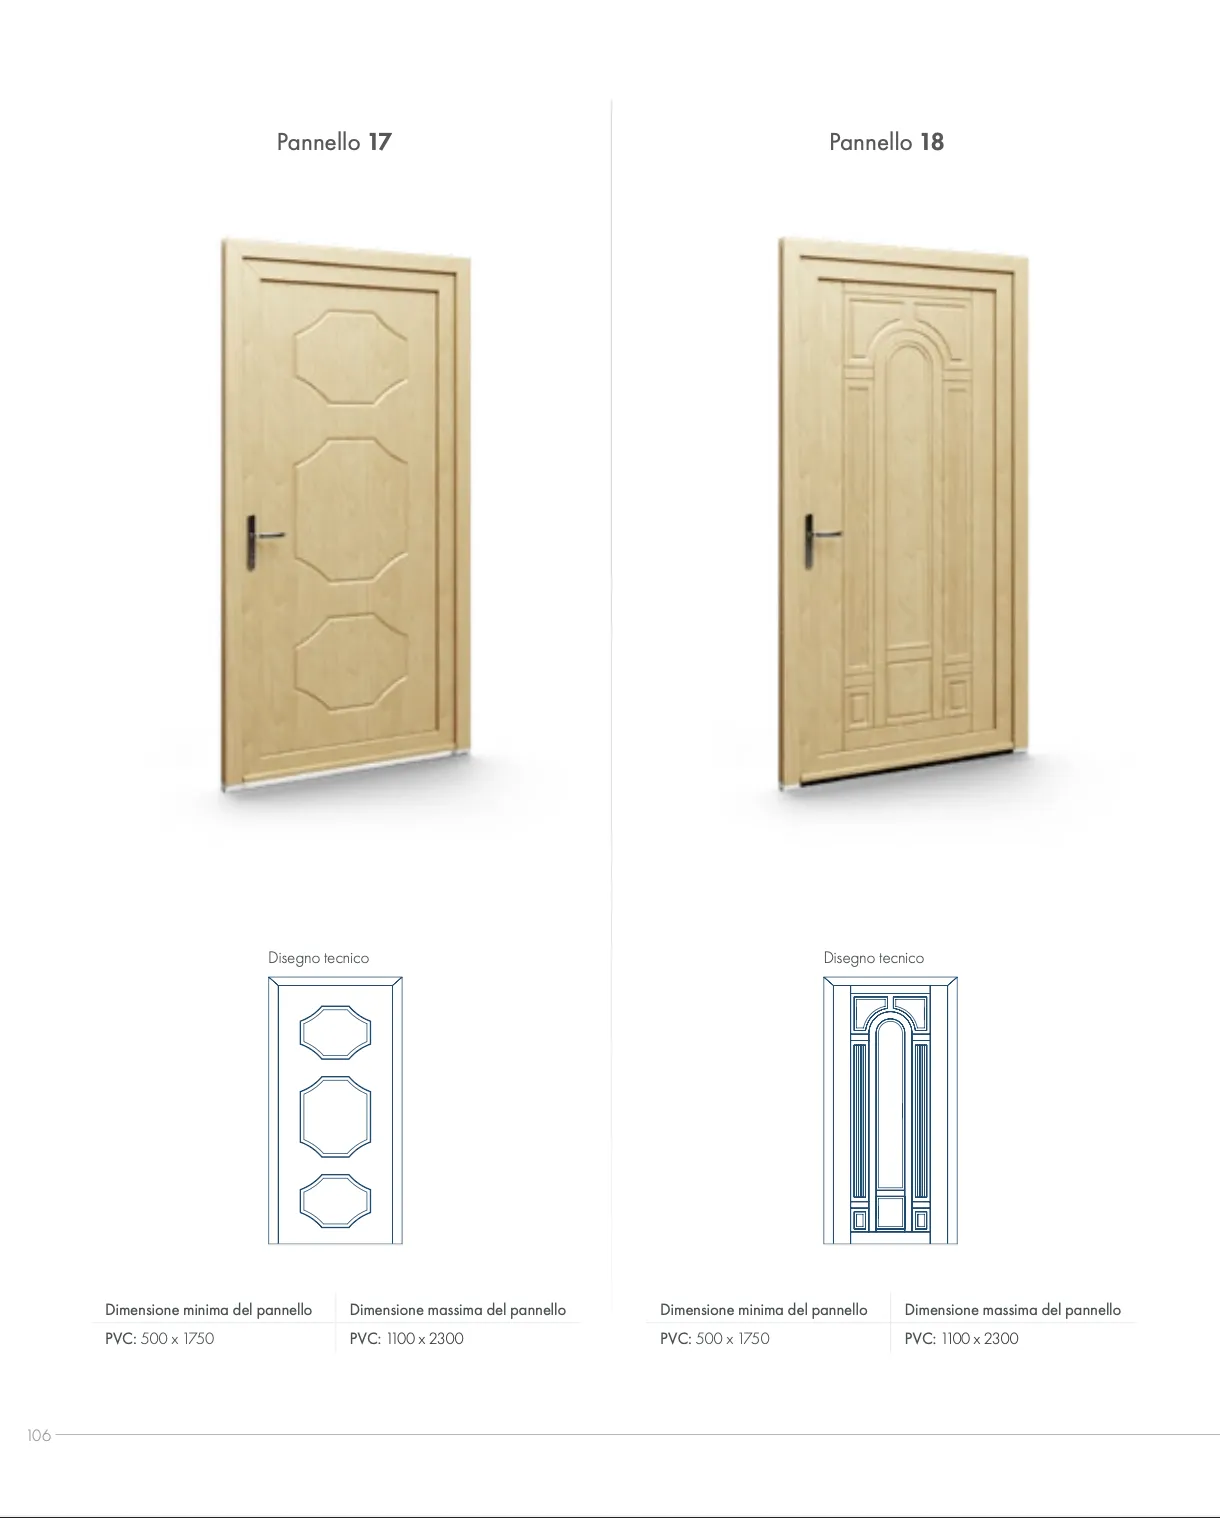 Pannello 17
Disegno tecnico
Dimensione minima del pannello
Dimensione massima del pannello
PVC: 500 x 1750
PVC: 1100 x 2300
Pannello 18
Disegno tecnico
Dimensione minima del pannello
Dimensione massima del pannello
PVC: 500 x 1750
PVC: 1100 x 2300
106